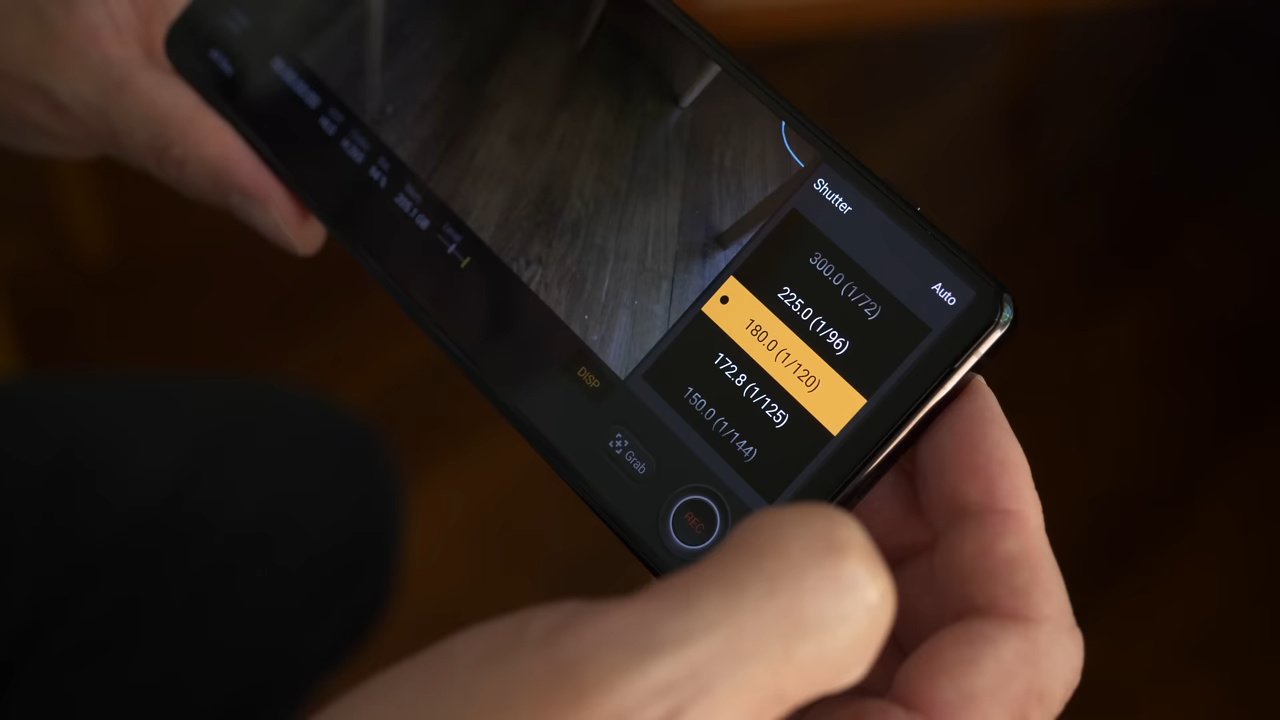 Shutter
Auto
300.0 (1/72)
225.0 (1/96)
180.0 (1/120)
172.8 (1/125)
150.0 (1/144)
DISP
Grab
REC